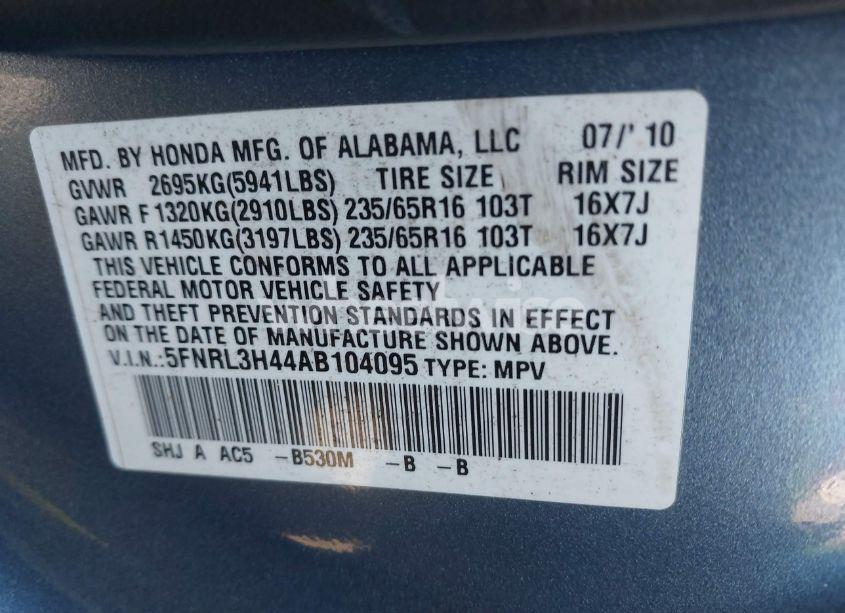 MFD. BY HONDA MFG. OF ALABAMA, LLC 07/' 10
GVWR 2695KG(5941LBS) TIRE SIZE RIM SIZE
GAWR F 1320KG(2910LBS) 235/65R16 103T 16X7J
GAWR R1450KG(3197LBS) 235/65R16 103T 16X7J
THIS VEHICLE CONFORMS TO ALL APPLICABLE
FEDERAL MOTOR VEHICLE SAFETY
AND THEFT PREVENTION STANDARDS IN EFFECT
ON THE DATE OF MANUFACTURE SHOWN ABOVE.
V.I.N.:5FNRL3H44AB104095 TYPE: MPV
SHJ A AC5 -B530M -B -B